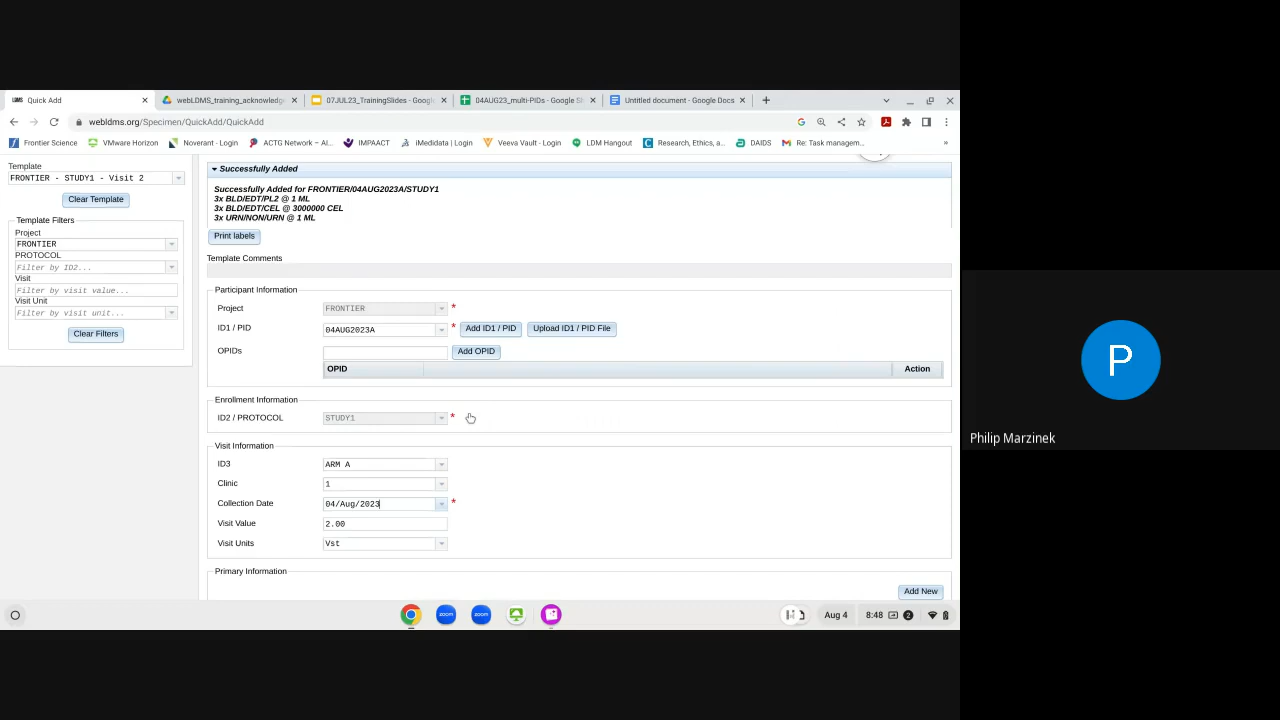 Quick Add
webLDMS_training_acknowledg
07JUL23_TrainingSlides - Google
04AUG23_multi-PIDs - Google Sh
Untitled document - Google Docs
webldms.org/Specimen/QuickAdd/QuickAdd
Frontier Science
VMware Horizon
Noverant · Login
ACTG Network – Al...
IMPAACT
iMedidata | Login
Veeva Vault · Login
LDM Hangout
Research, Ethics, a...
DAIDS
Re: Task managem...
»
Template
FRONTIER - STUDY1 - Visit 2
Clear Template
Template Filters
Project
FRONTIER
PROTOCOL
Filter by ID2...
Visit
Filter by visit value...
Visit Unit
Filter by visit unit...
Clear Filters
Successfully Added
Successfully Added for FRONTIER/04AUG2023A/STUDY1
3x BLD/EDT/PL2 @ 1 ML
3x BLD/EDT/CEL @ 3000000 CEL
3x URN/NON/URN @ 1 ML
Print labels
Template Comments
Participant Information
Project FRONTIER *
ID1 / PID 04AUG2023A * Add ID1 / PID Upload ID1 / PID File
OPIDs Add OPID
OPID Action
Enrollment Information
ID2 / PROTOCOL STUDY1 *
Visit Information
ID3 ARM A
Clinic 1
Collection Date 04/Aug/2023 *
Visit Value 2.00
Visit Units Vst
Primary Information
Add New
zoom
zoom
Aug 4
8:48
2
P
Philip Marzinek